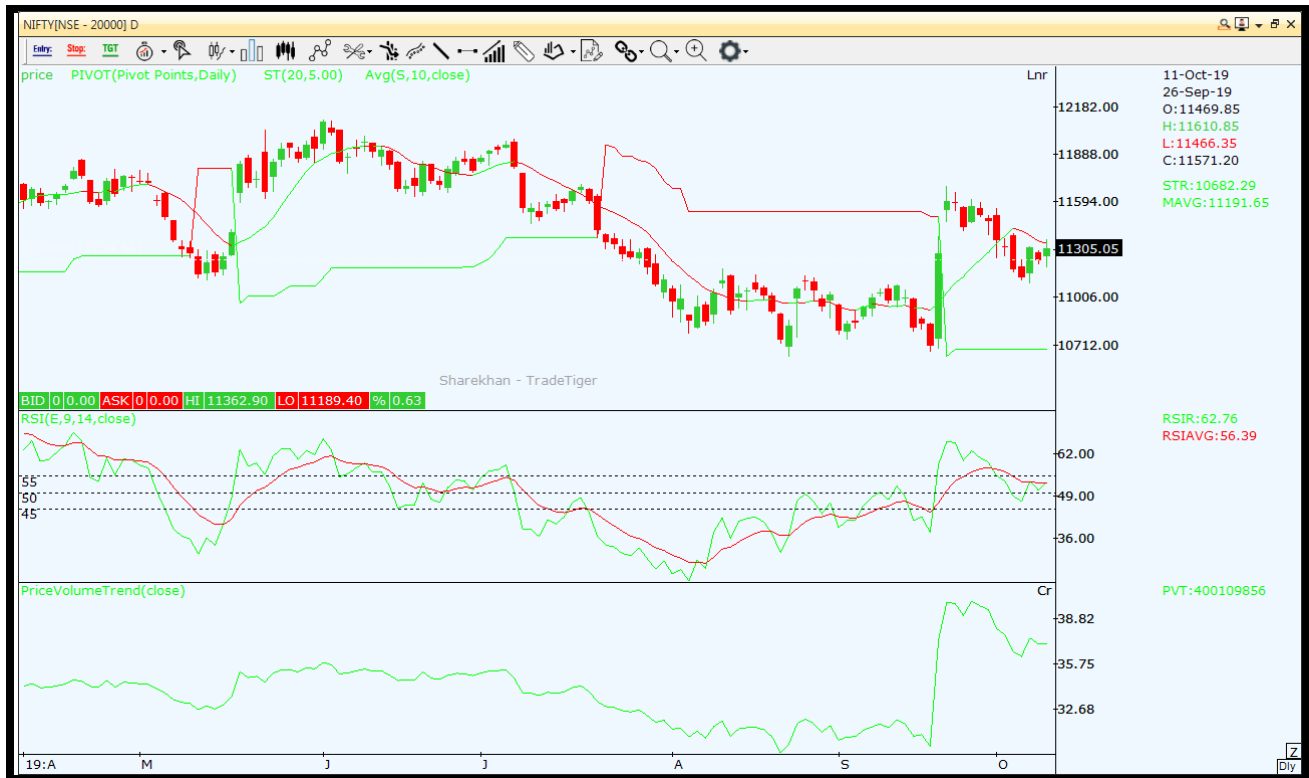 NIFTY[NSE - 20000] D
Entry: Stop: TGT
price PIVOT(Pivot Points,Daily) ST(20,5.00) Avg(S,10,close) Lnr
11-Oct-19
26-Sep-19
O:11469.85
H:11610.85
L:11466.35
C:11571.20
STR:10682.29
MAVG:11191.65
12182.00
11888.00
11594.00
11305.05
11006.00
10712.00
Sharekhan - TradeTiger
BID 0 0.00 ASK 0 0.00 HI 11362.90 LO 11189.40 % 0.63
RSI(E,9,14,close)
RSIR:62.76
RSIAVG:56.39
62.00
49.00
36.00
55
50
45
PriceVolumeTrend(close) Cr
PVT:400109856
38.82
35.75
32.68
19:A M J J A S O
Z
Dly